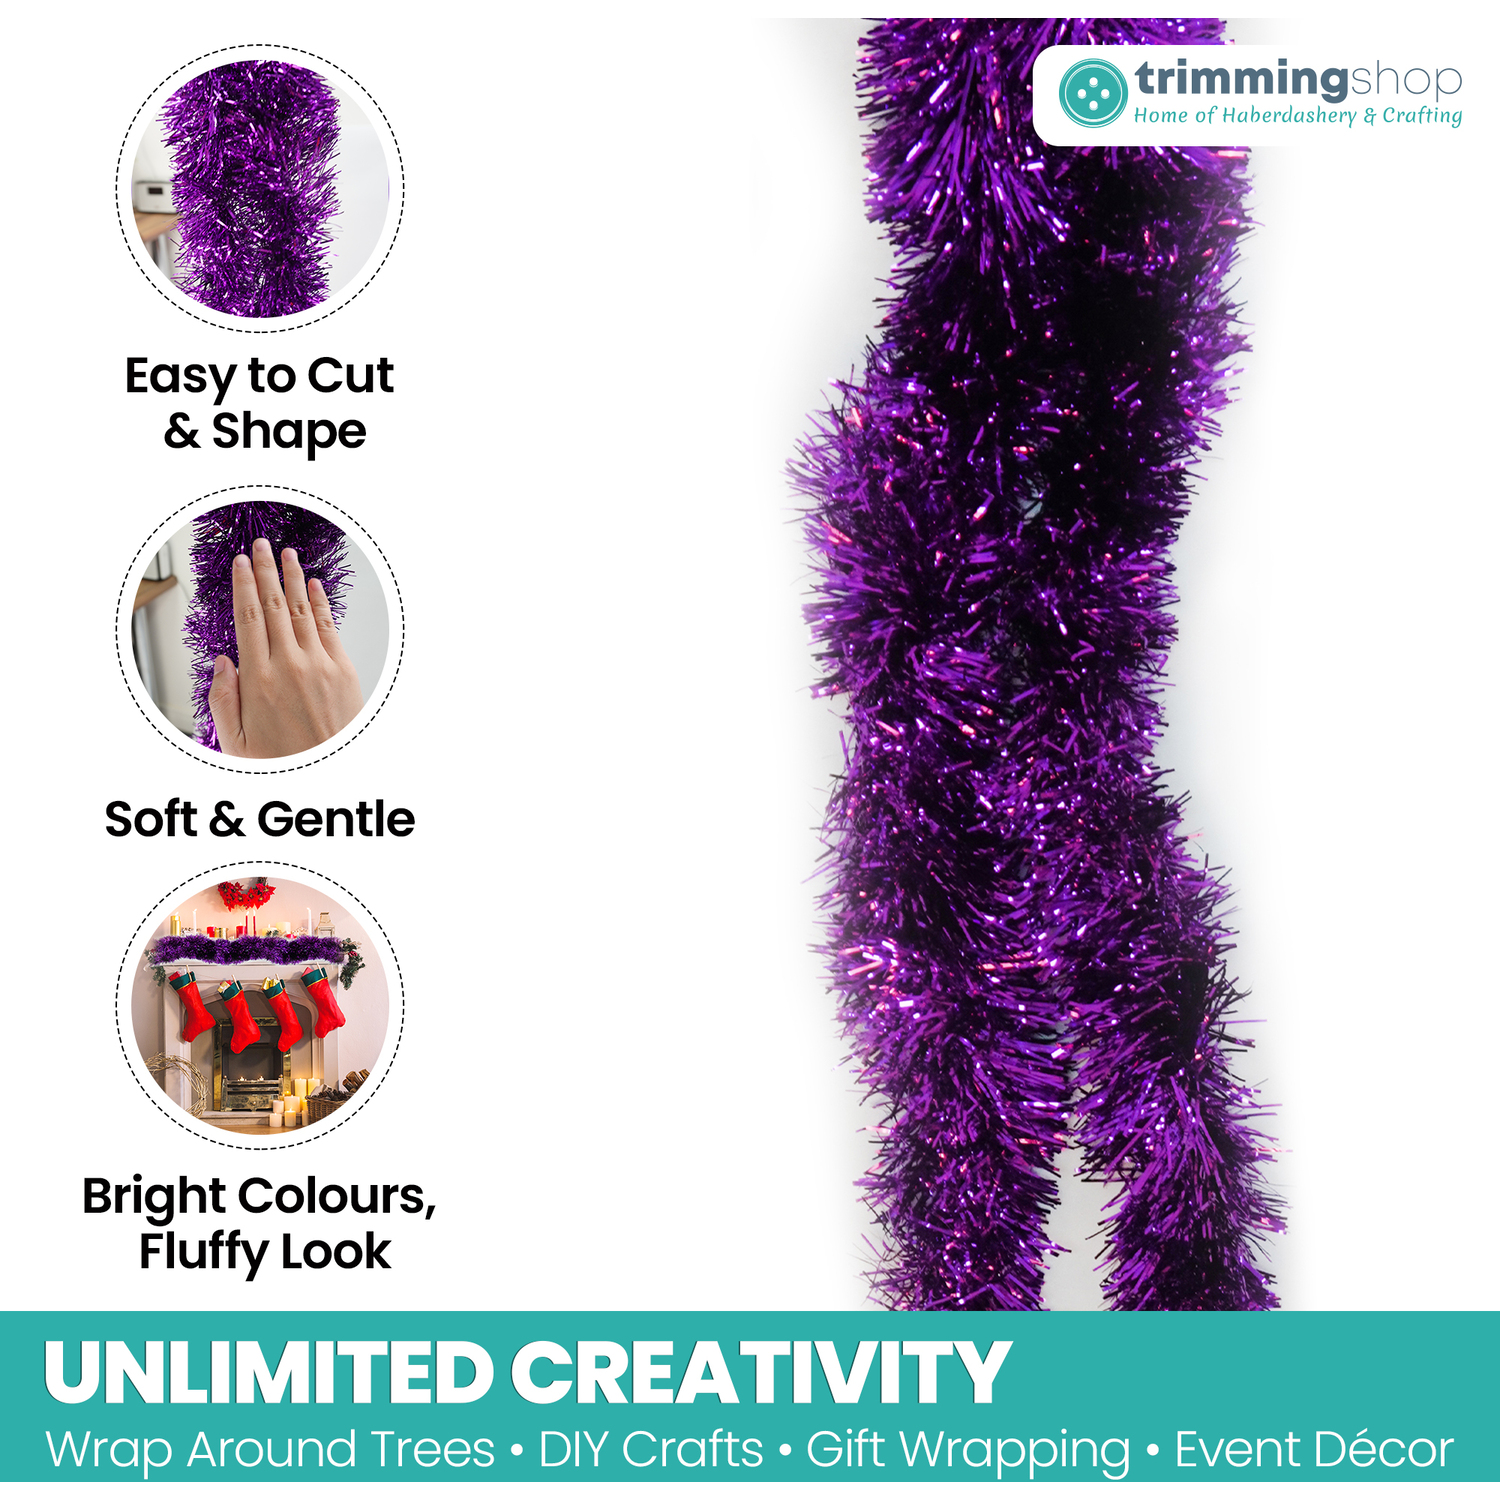 trimmingshop
Home of Haberdashery & Crafting
Easy to Cut
& Shape
Soft & Gentle
Bright Colours,
Fluffy Look
UNLIMITED CREATIVITY
Wrap Around Trees • DIY Crafts • Gift Wrapping • Event Décor